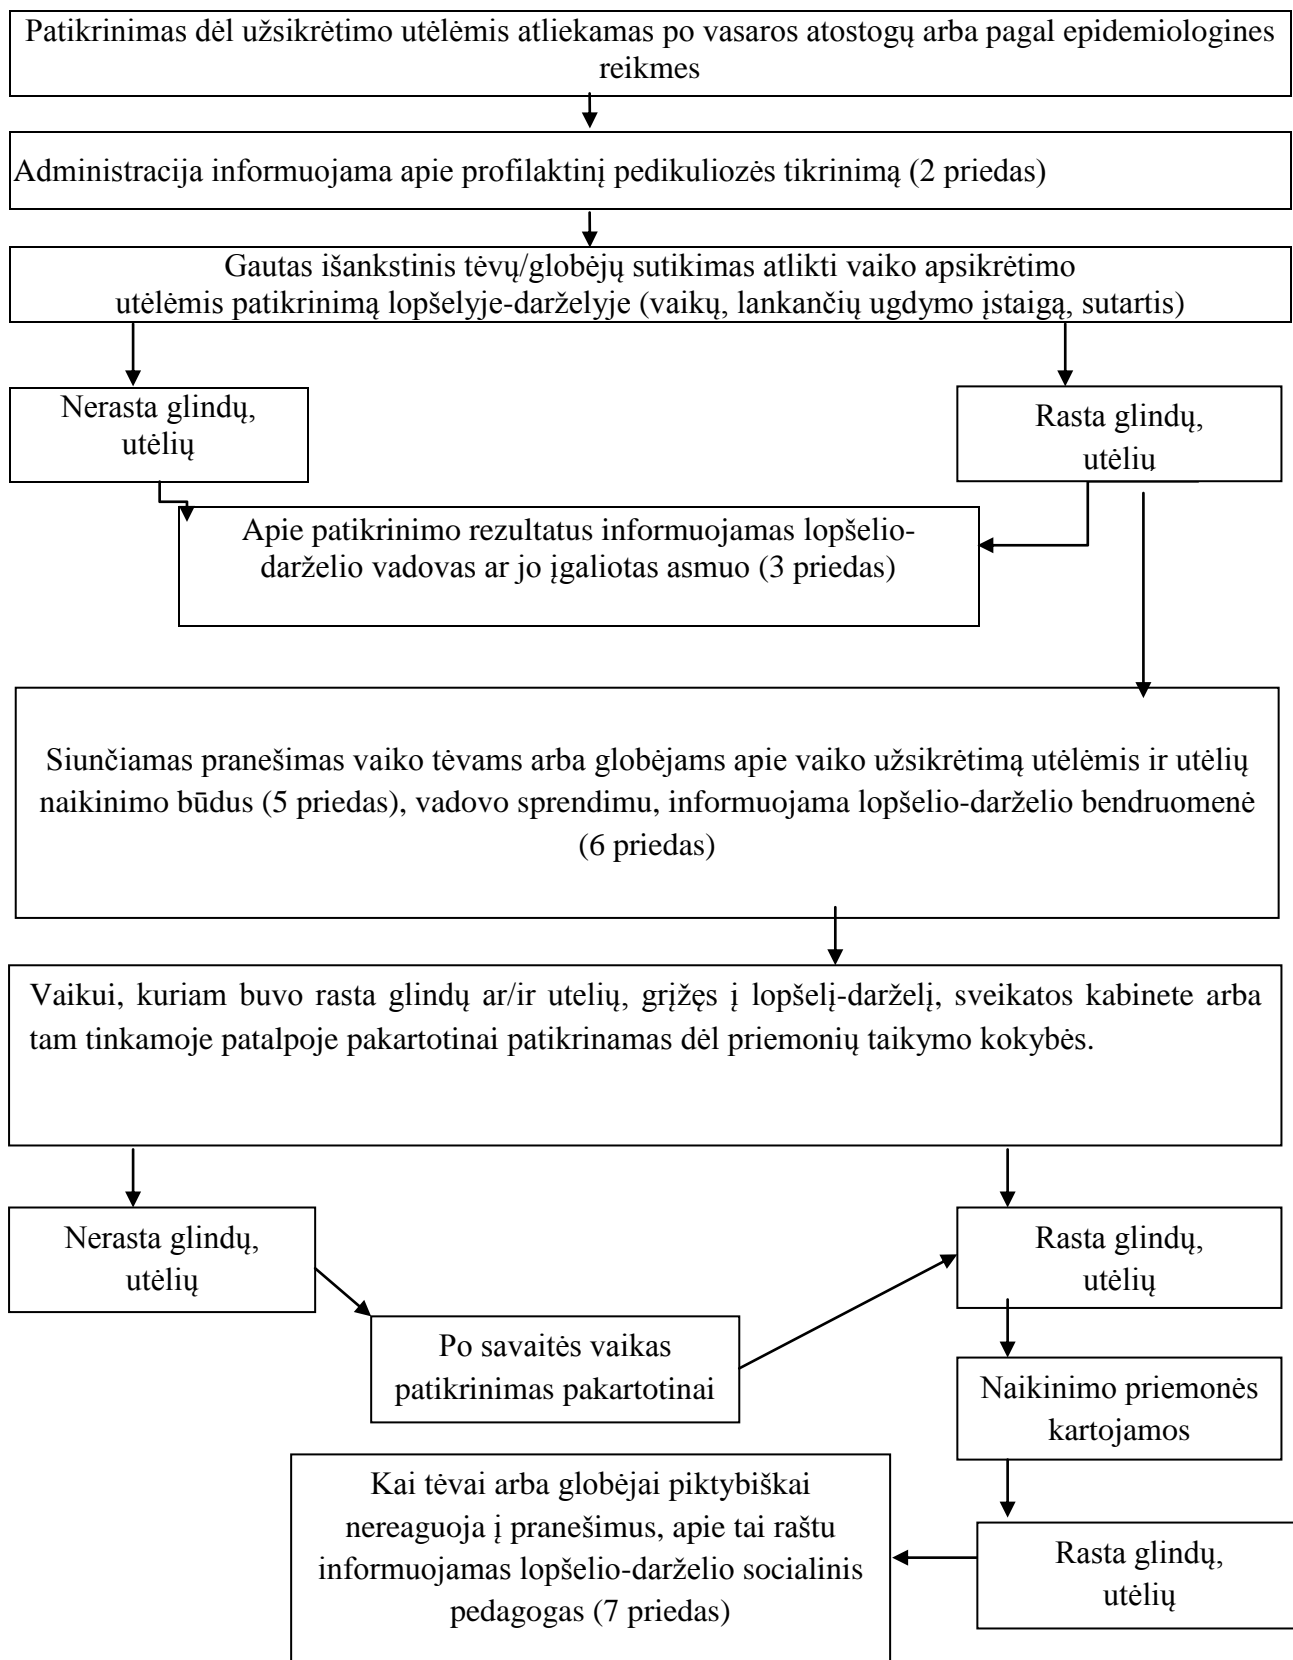 Patikrinimas dėl užsikrėtimo utėlėmis atliekamas po vasaros atostogų arba pagal epidemiologines
reikmes
Administracija informuojama apie profilaktinį pedikuliozės tikrinimą (2 priedas)
Gautas išankstinis tėvų/globėjų sutikimas atlikti vaiko apsikrėtimo
utėlėmis patikrinimą lopšelyje-darželyje (vaikų, lankančių ugdymo įstaigą, sutartis)
Nerasta glindų,
utėlių
Rasta glindų,
utėlių
Apie patikrinimo rezultatus informuojamas lopšelio-
darželio vadovas ar jo įgaliotas asmuo (3 priedas)
Siunčiamas pranešimas vaiko tėvams arba globėjams apie vaiko užsikrėtimą utėlėmis ir utėlių
naikinimo būdus (5 priedas), vadovo sprendimu, informuojama lopšelio-darželio bendruomenė
(6 priedas)
Vaikui, kuriam buvo rasta glindų ar/ir utelių, grįžęs į lopšelį-darželį, sveikatos kabinete arba
tam tinkamoje patalpoje pakartotinai patikrinamas dėl priemonių taikymo kokybės.
Nerasta glindų,
utėlių
Rasta glindų,
utėlių
Po savaitės vaikas
patikrinimas pakartotinai
Naikinimo priemonės
kartojamos
Kai tėvai arba globėjai piktybiškai
nereaguoja į pranešimus, apie tai raštu
informuojamas lopšelio-darželio socialinis
pedagogas (7 priedas)
Rasta glindų,
utėlių